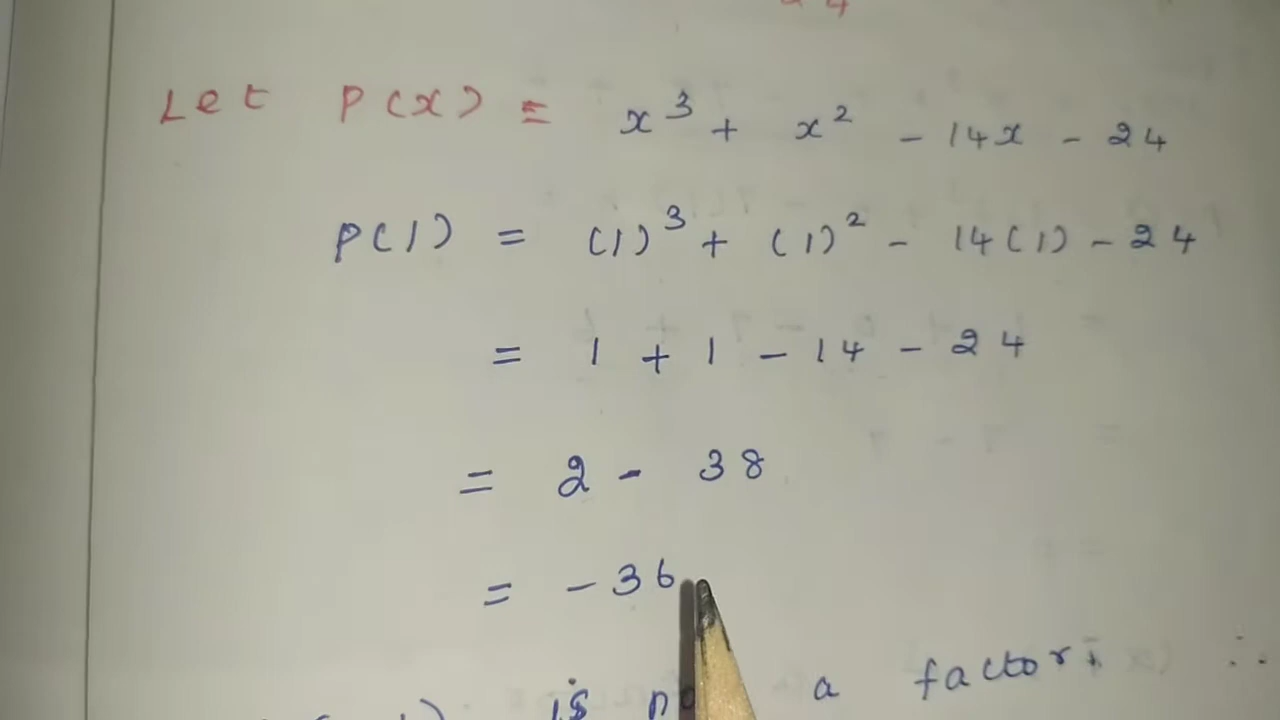 Let P(x) = x³ + x² - 14x - 24
P(1) = (1)³ + (1)² - 14(1) - 24
= 1 + 1 - 14 - 24
= 2 - 38
= -36
is a factor. ∴